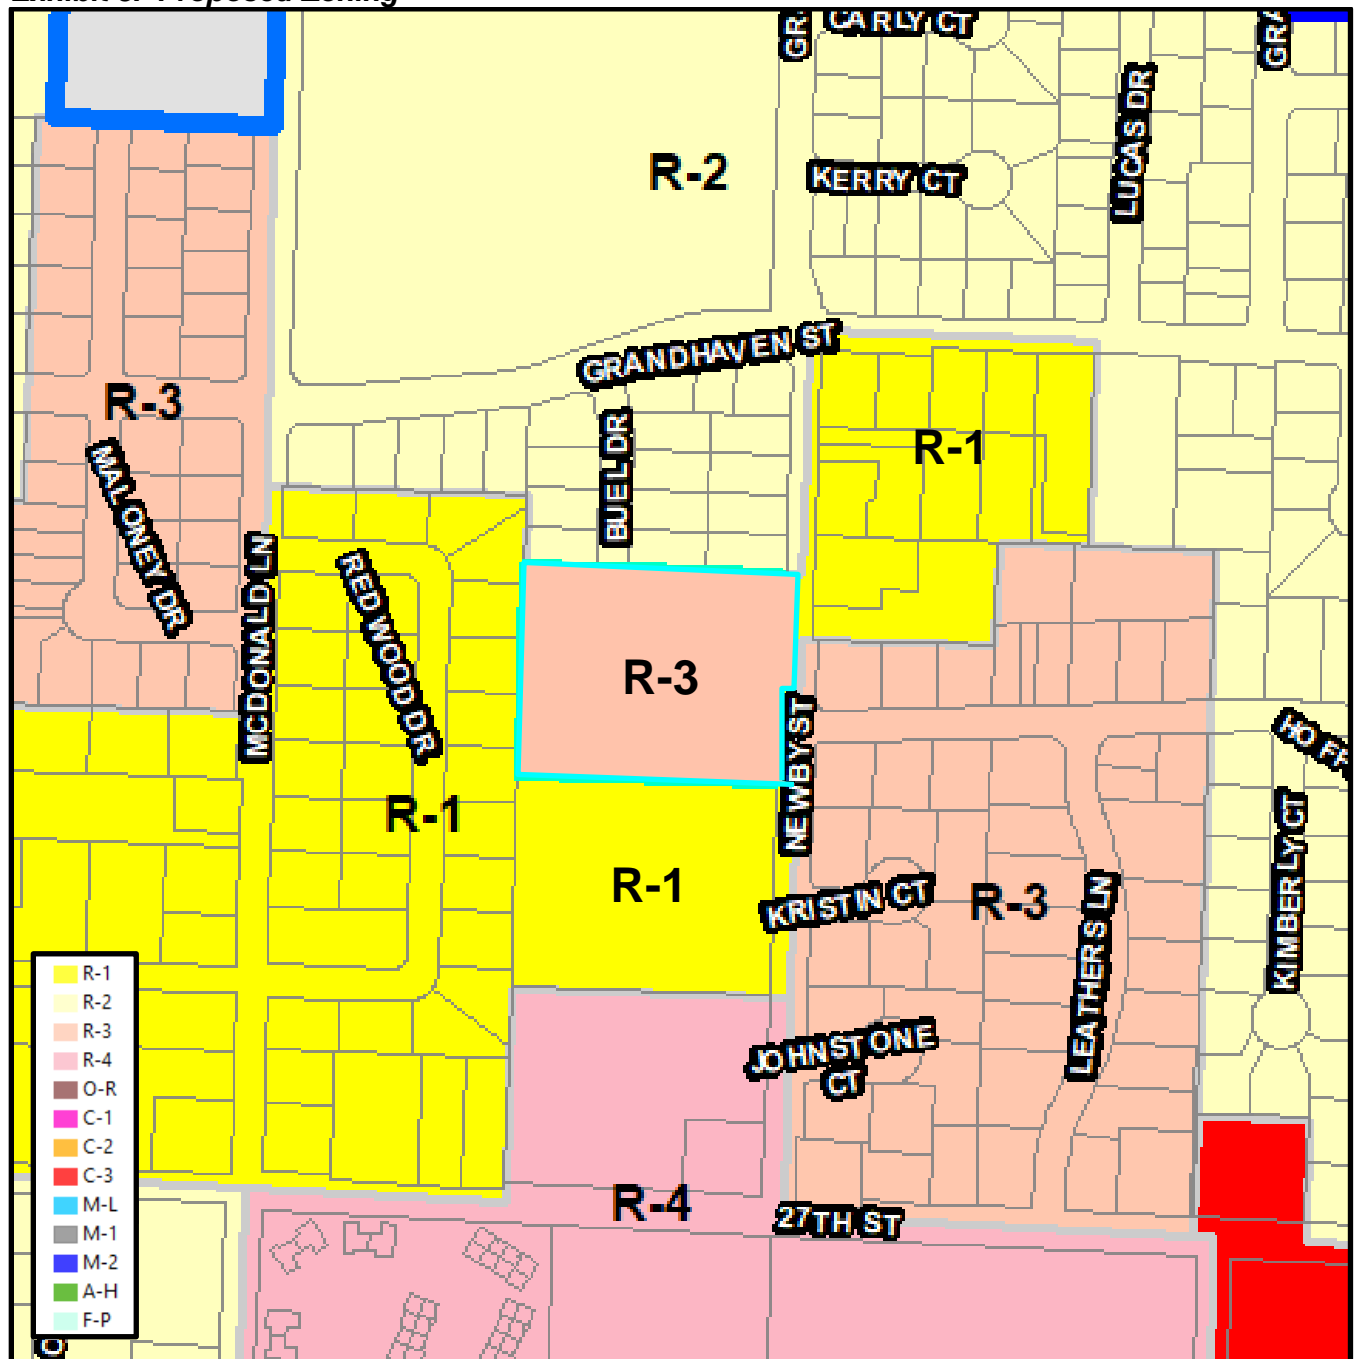 CARLY CT
KERRY CT
LUCAS DR
R-2
GRANDHAVEN ST
R-3
R-1
BUEL DR
MALONEY DR
MCDONALD LN
REDWOOD DR
R-3
NEWBY ST
R-1
R-1
KRISTIN CT
R-3
LEATHERS LN
KIMBERLY CT
JOHNSTONE
CT
R-4
27TH ST
R-1
R-2
R-3
R-4
O-R
C-1
C-2
C-3
M-L
M-1
M-2
A-H
F-P